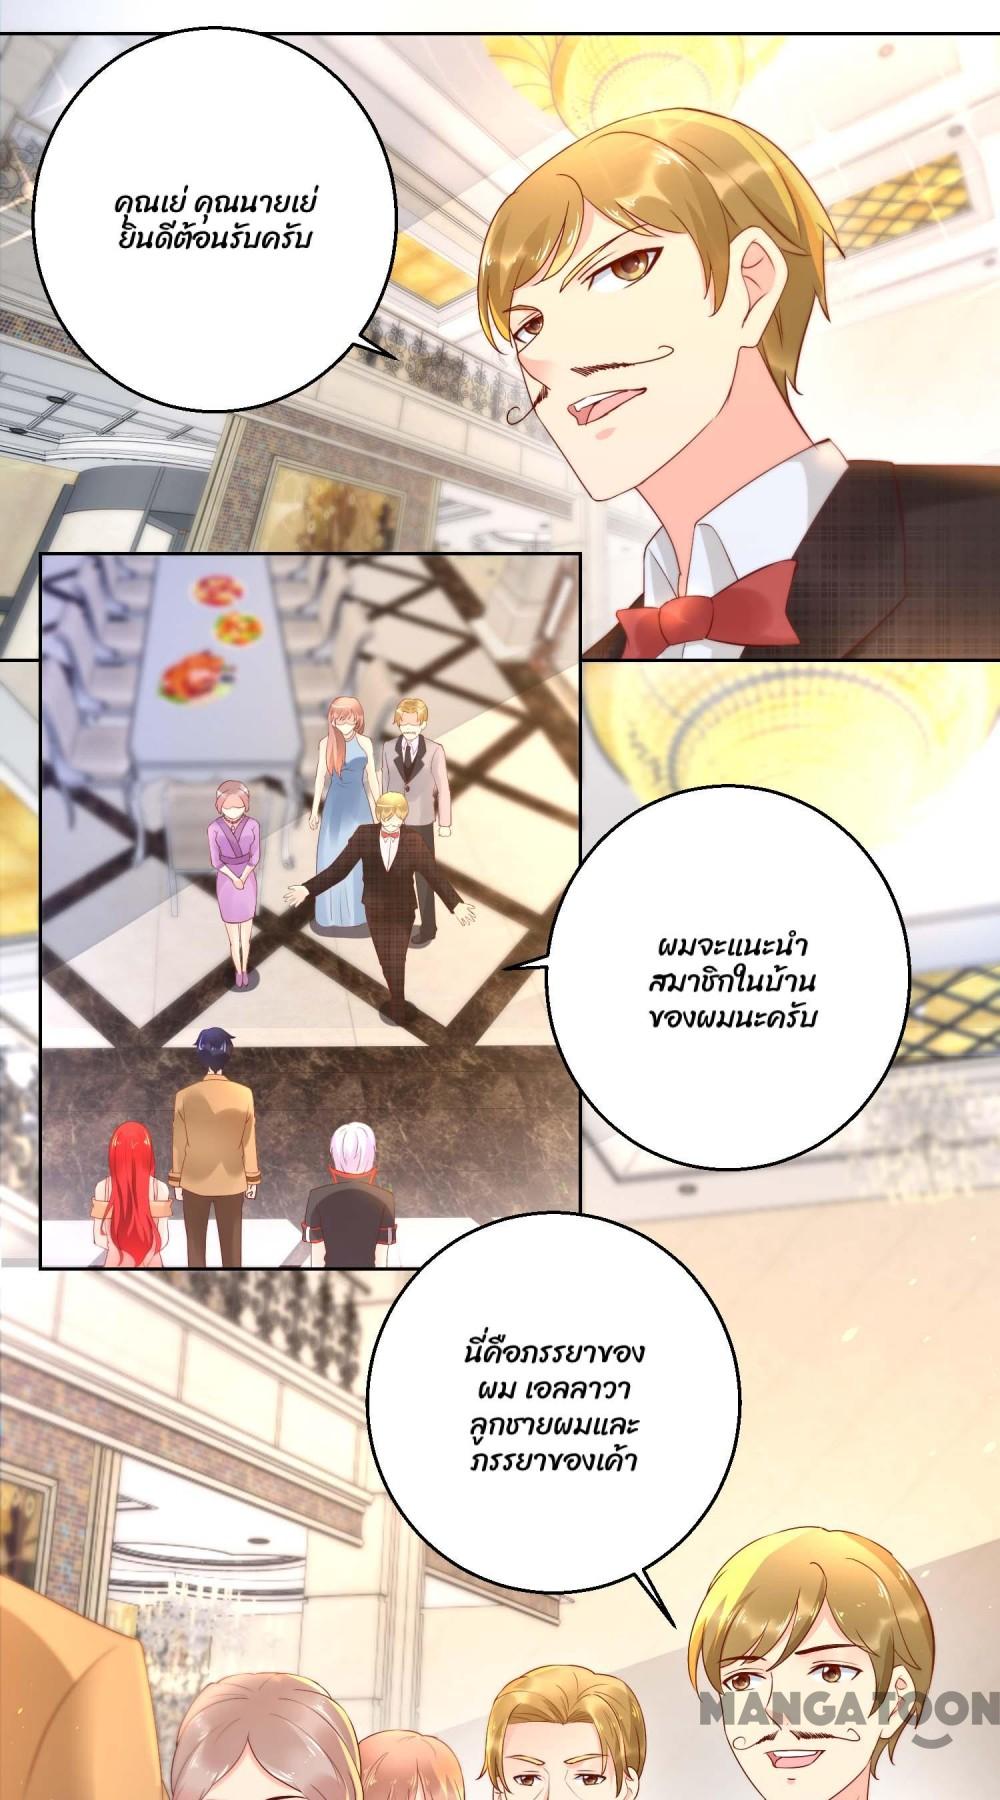 คุณเย่ คุณนายเย่
ยินดีต้อนรับครับ
ผมจะแนะนำ
สมาชิกในบ้าน
ของผมนะครับ
นี่คือภรรยาของ
ผม เอลลาวา
ลูกชายผมและ
ภรรยาของเค้า
MANGATOON